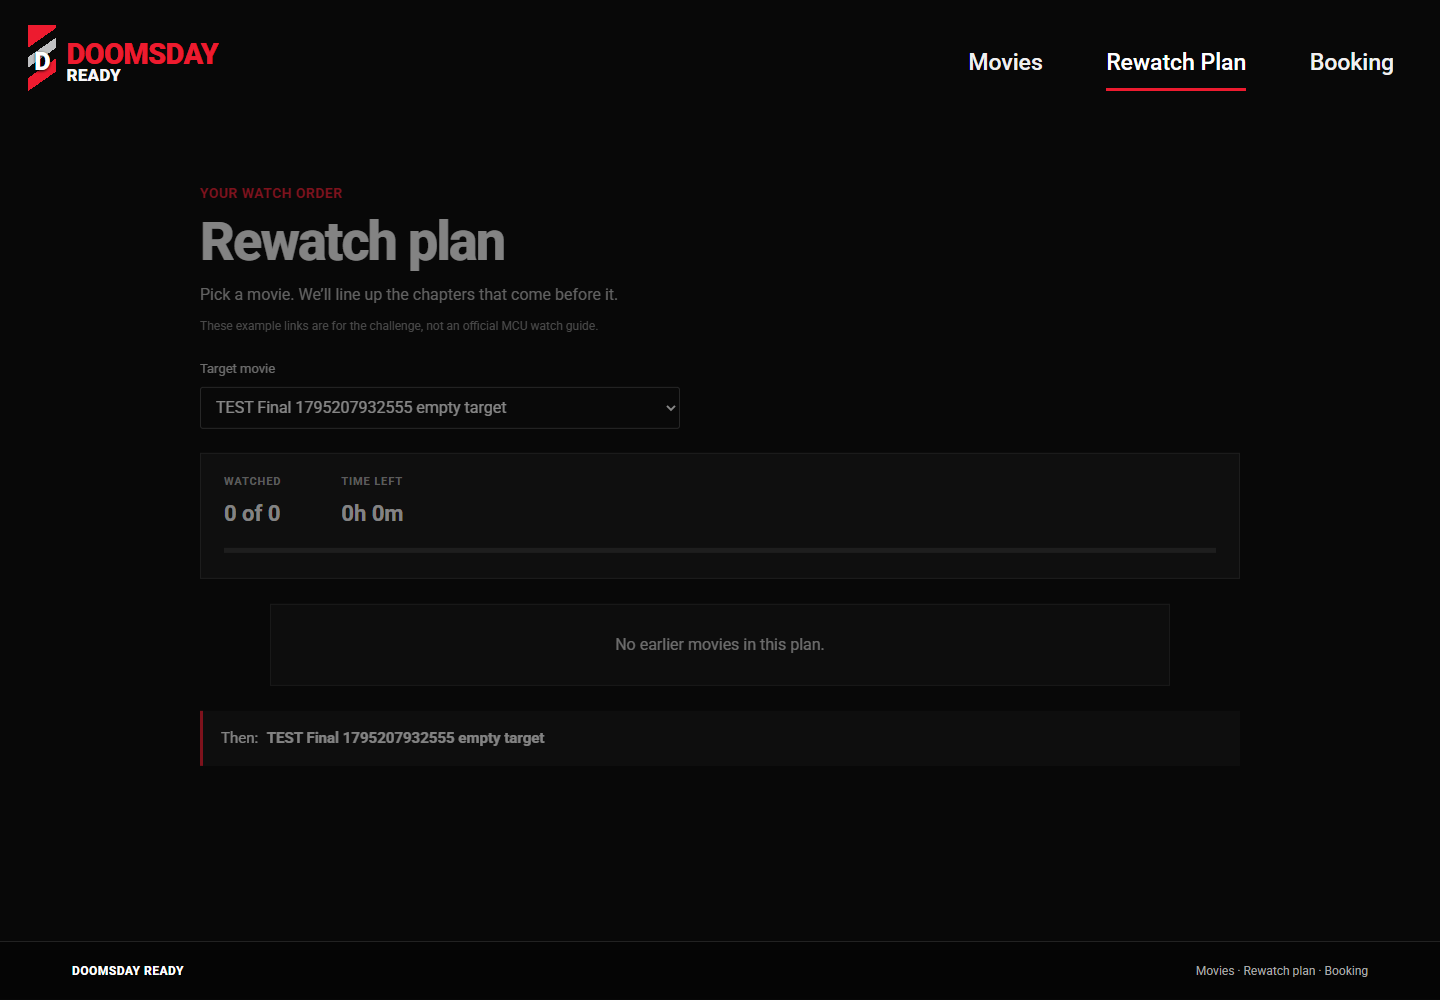 D DOOMSDAY
READY
Movies
Rewatch Plan
Booking
YOUR WATCH ORDER
Rewatch plan
Pick a movie. We’ll line up the chapters that come before it.
These example links are for the challenge, not an official MCU watch guide.
Target movie
TEST Final 1795207932555 empty target
WATCHED
0 of 0
TIME LEFT
0h 0m
No earlier movies in this plan.
Then: TEST Final 1795207932555 empty target
DOOMSDAY READY
Movies · Rewatch plan · Booking